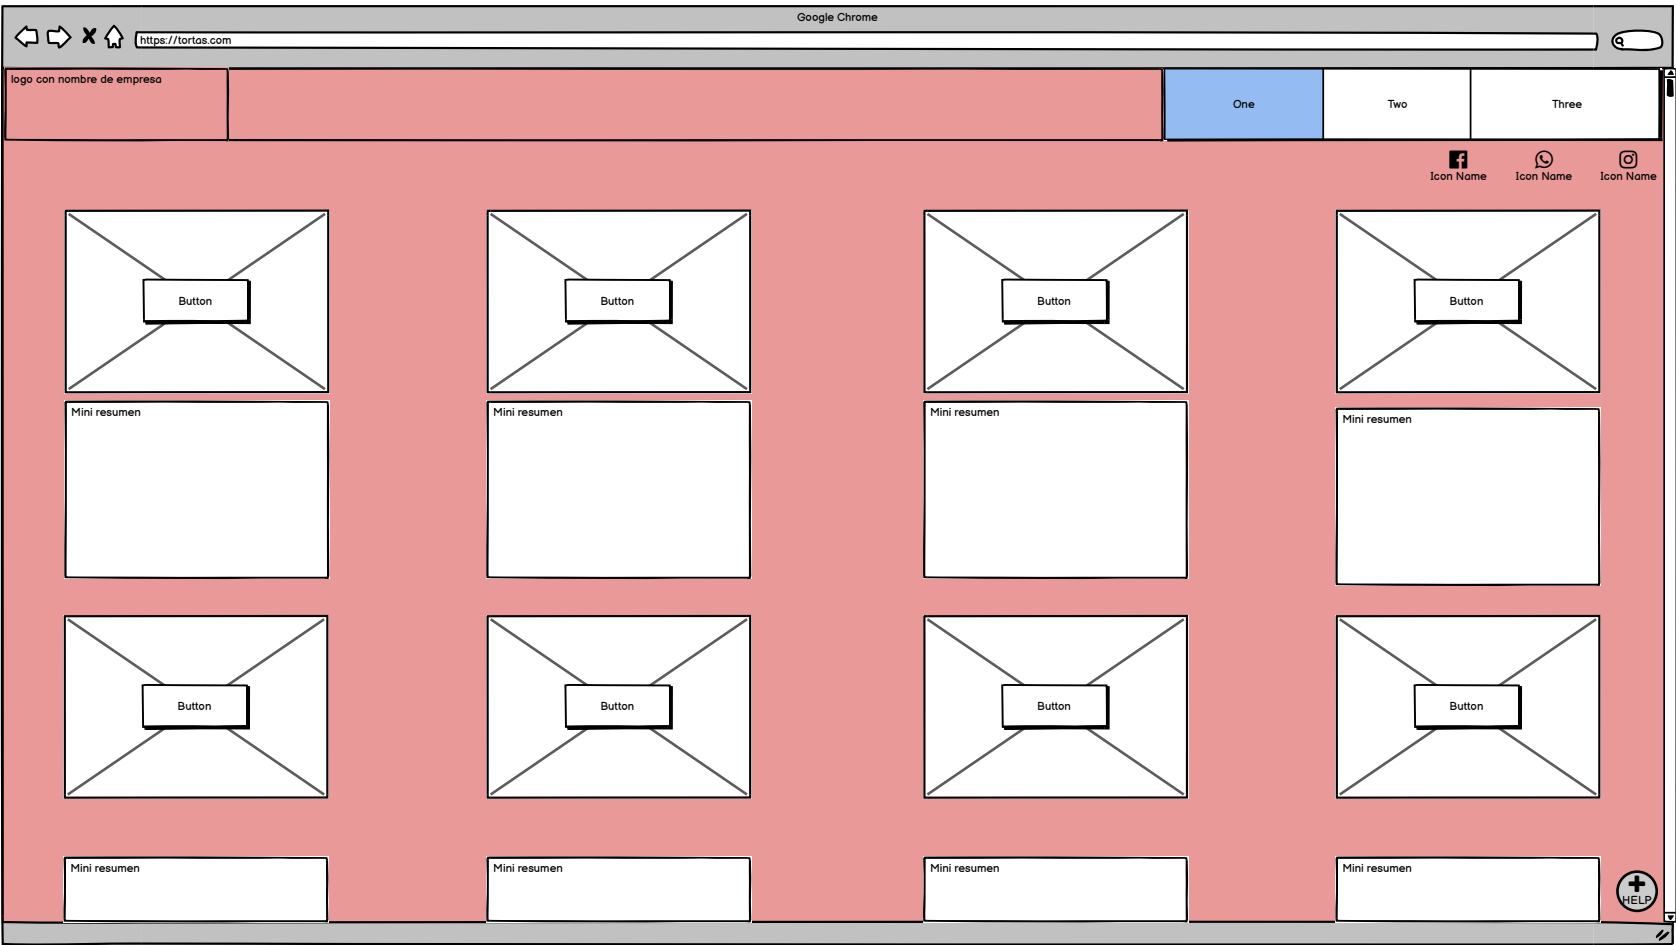 Google Chrome
https://tortas.com
logo con nombre de empresa
One
Two
Three
Icon Name
Icon Name
Icon Name
Button
Button
Button
Button
Mini resumen
Mini resumen
Mini resumen
Mini resumen
Button
Button
Button
Button
Mini resumen
Mini resumen
Mini resumen
Mini resumen
HELP